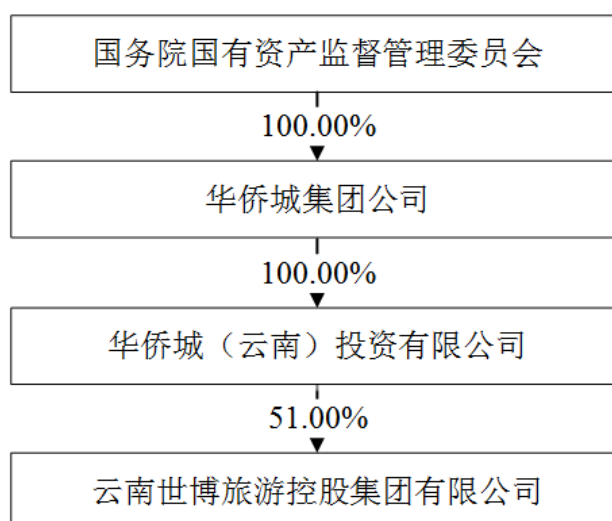 国务院国有资产监督管理委员会
100.00%
华侨城集团公司
100.00%
华侨城（云南）投资有限公司
51.00%
云南世博旅游控股集团有限公司